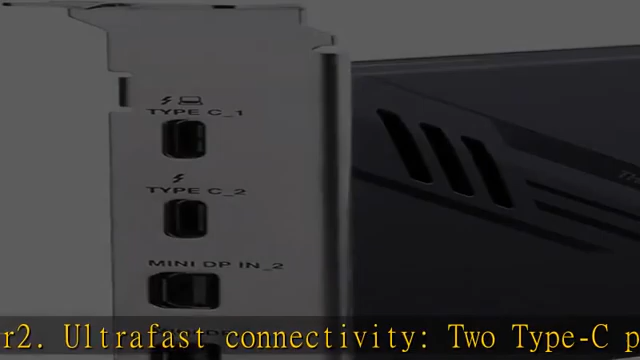 TYPE C_1
TYPE C_2
MINI DP IN_2
r2. Ultrafast connectivity: Two Type-C p